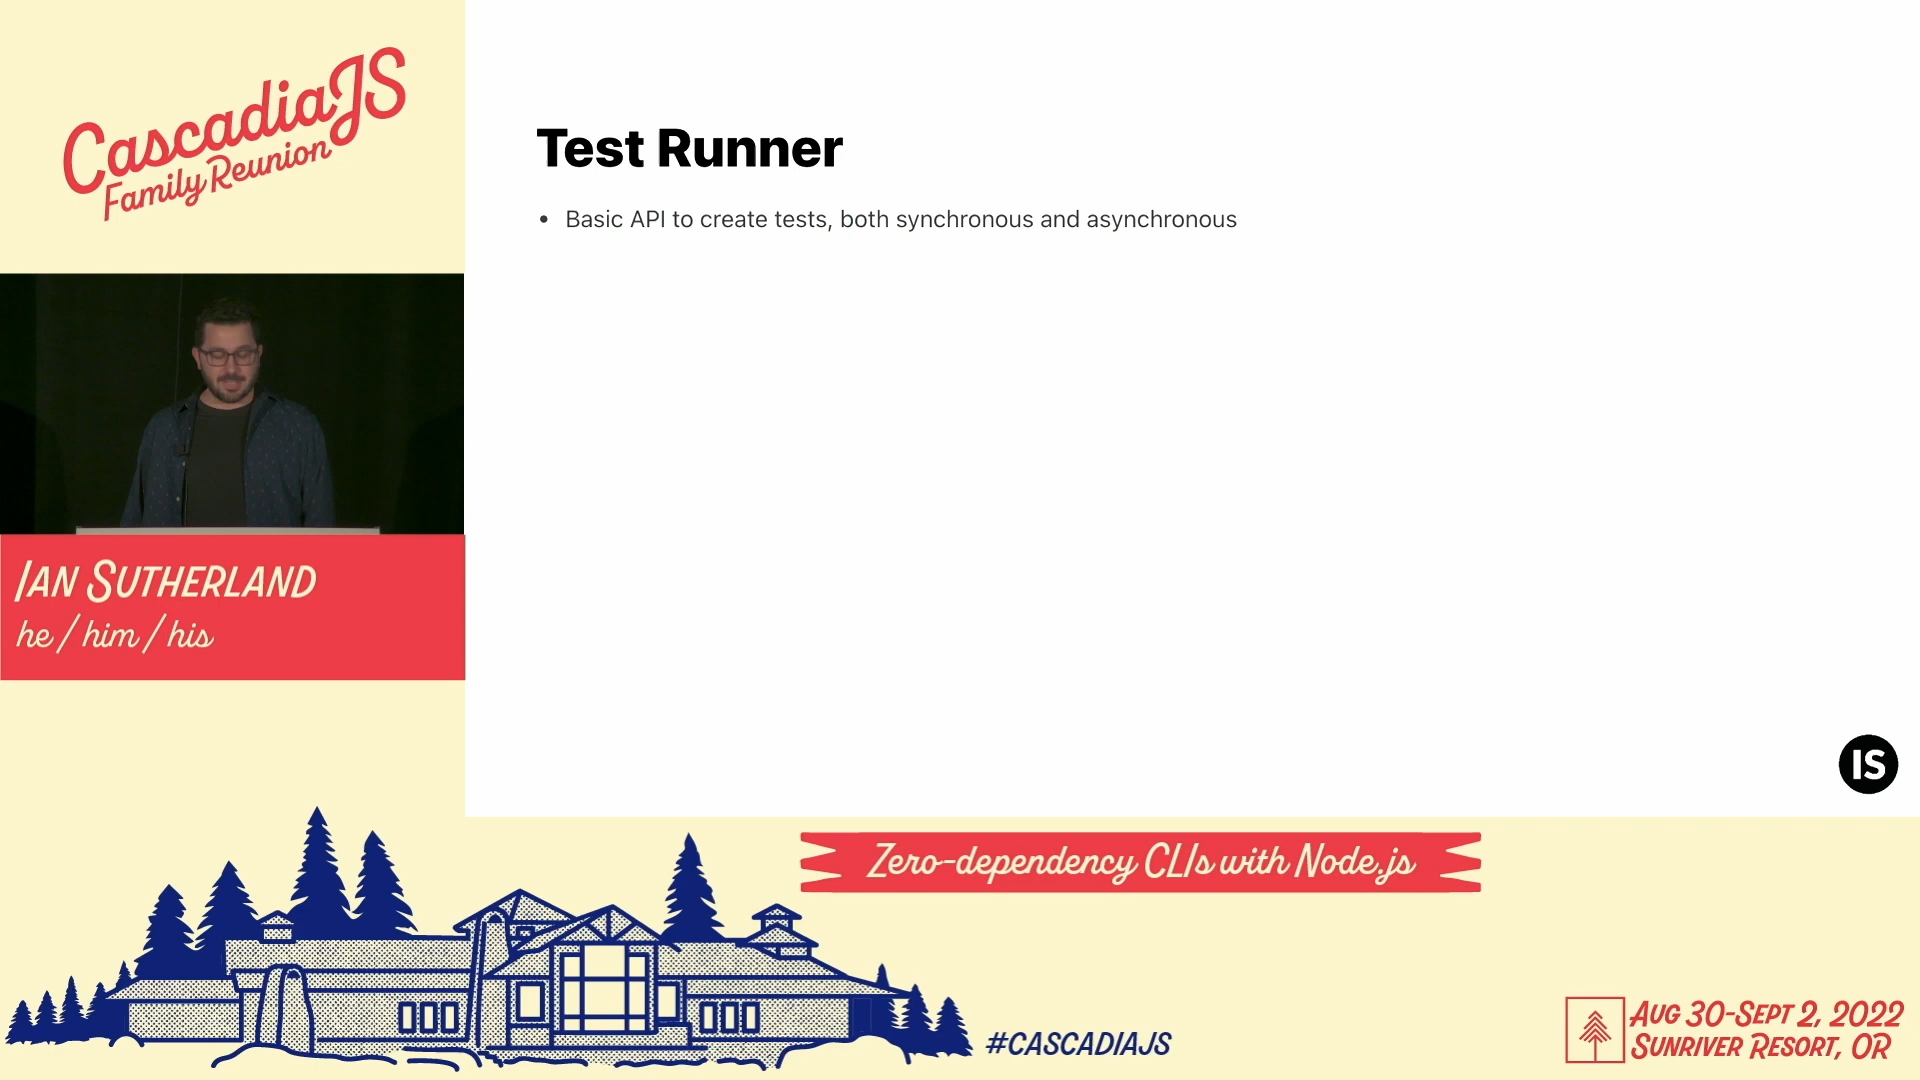 CascadiaJS
Family Reunion
Test Runner
• Basic API to create tests, both synchronous and asynchronous
IAN SUTHERLAND
he / him / his
IS
Zero-dependency CLIs with Node.js
#CASCADIAJS
AUG 30-SEPT 2, 2022
SUNRIVER RESORT, OR